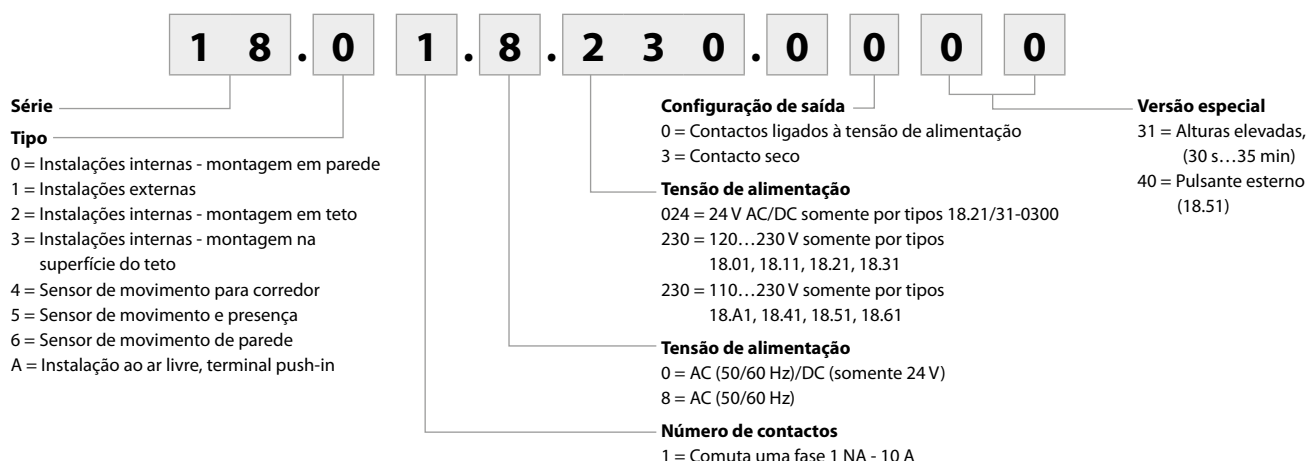 1 8 . 0 1 . 8 . 2 3 0 . 0 0 0 0
Série
Tipo
0 = Instalações internas - montagem em parede
1 = Instalações externas
2 = Instalações internas - montagem em teto
3 = Instalações internas - montagem na
superfície do teto
4 = Sensor de movimento para corredor
5 = Sensor de movimento e presença
6 = Sensor de movimento de parede
A = Instalação ao ar livre, terminal push-in
Configuração de saída
0 = Contactos ligados à tensão de alimentação
3 = Contacto seco
Tensão de alimentação
024 = 24 V AC/DC somente por tipos 18.21/31-0300
230 = 120…230 V somente por tipos
18.01, 18.11, 18.21, 18.31
230 = 110…230 V somente por tipos
18.A1, 18.41, 18.51, 18.61
Tensão de alimentação
0 = AC (50/60 Hz)/DC (somente 24 V)
8 = AC (50/60 Hz)
Número de contactos
1 = Comuta uma fase 1 NA - 10 A
Versão especial
31 = Alturas elevadas,
(30 s…35 min)
40 = Pulsante esterno
(18.51)